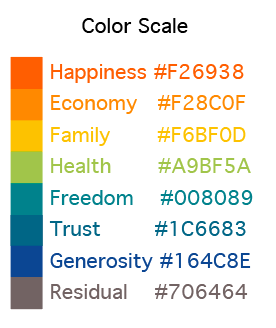 Color Scale
Happiness #F26938
Economy #F28C0F
Family #F6BF0D
Health #A9BF5A
Freedom #008089
Trust #1C6683
Generosity #164C8E
Residual #706464